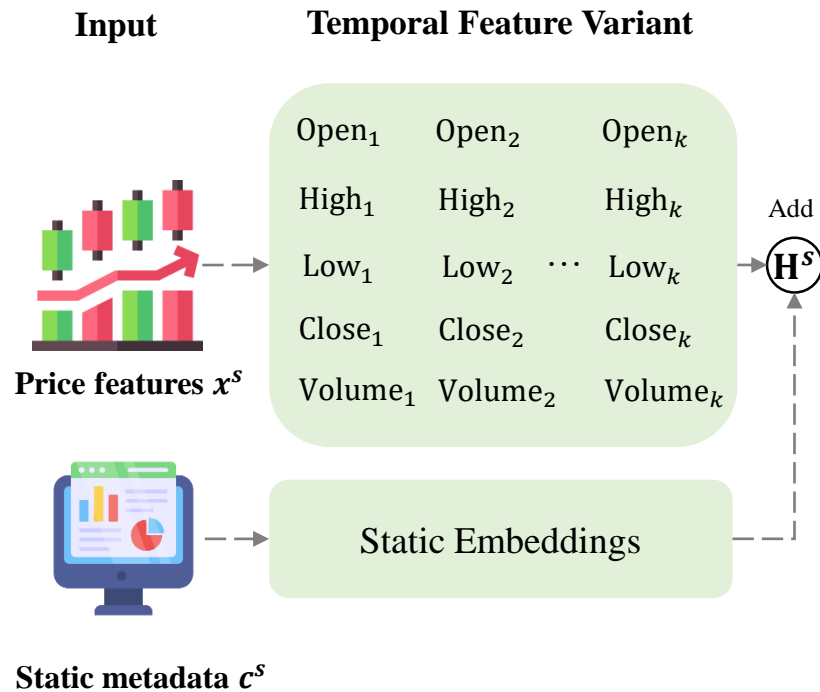 Input Temporal Feature Variant
Open₁ Open₂ Openₖ
High₁ High₂ Highₖ
Add
Low₁ Low₂ ⋯ Lowₖ
𝐇ˢ
Close₁ Close₂ Closeₖ
Price features xˢ
Volume₁ Volume₂ Volumeₖ
Static Embeddings
Static metadata cˢ